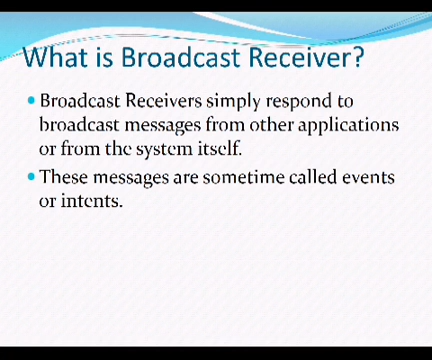 What is Broadcast Receiver?
• Broadcast Receivers simply respond to
broadcast messages from other applications
or from the system itself.
• These messages are sometime called events
or intents.